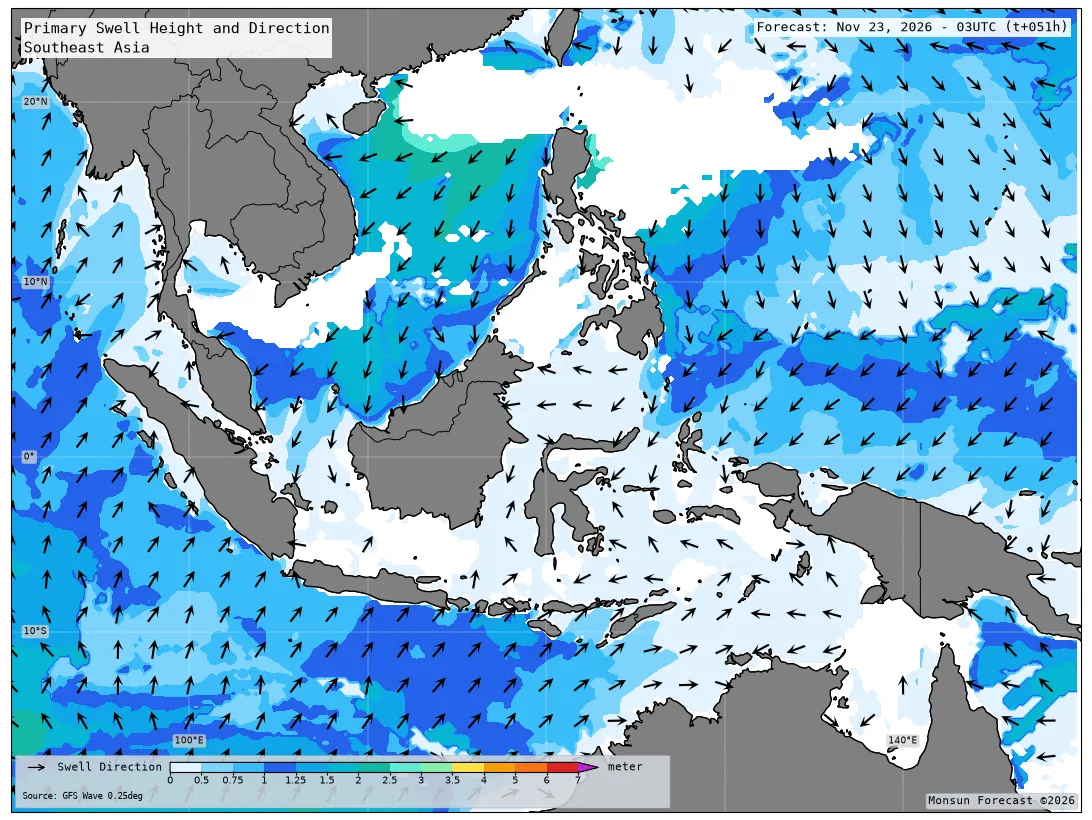 Primary Swell Height and Direction
Southeast Asia
Forecast: Nov 23, 2026 - 03UTC (t+051h)
20°N
10°N
0°
10°S
100°E
140°E
Swell Direction
0 0.5 0.75 1 1.25 1.5 2 2.5 3 3.5 4 5 6 7
meter
Source: GFS Wave 0.25deg
Monsun Forecast ©2026